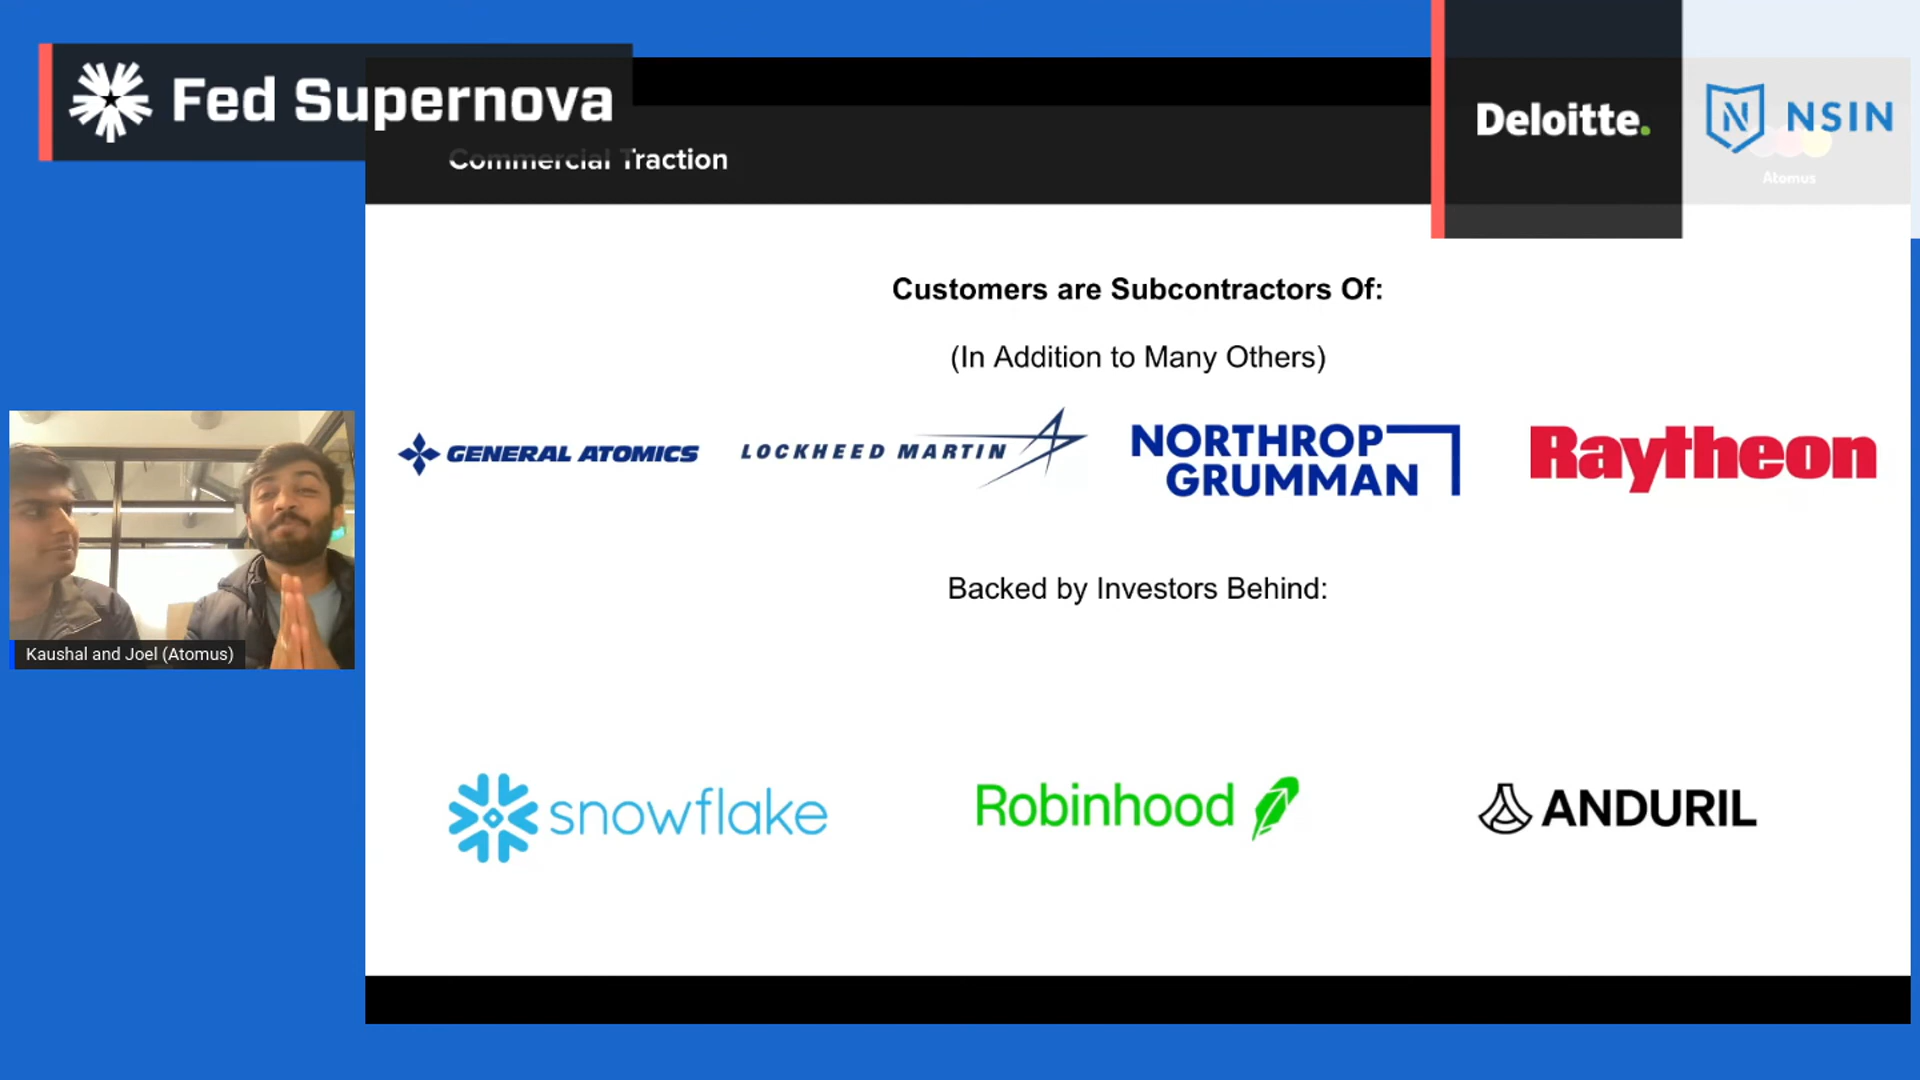 Fed Supernova
Deloitte.
NSIN
Commercial Traction
Atomus
Customers are Subcontractors Of:
(In Addition to Many Others)
GENERAL ATOMICS
LOCKHEED MARTIN
NORTHROP
GRUMMAN
Raytheon
Backed by Investors Behind:
Kaushal and Joel (Atomus)
snowflake
Robinhood
ANDURIL